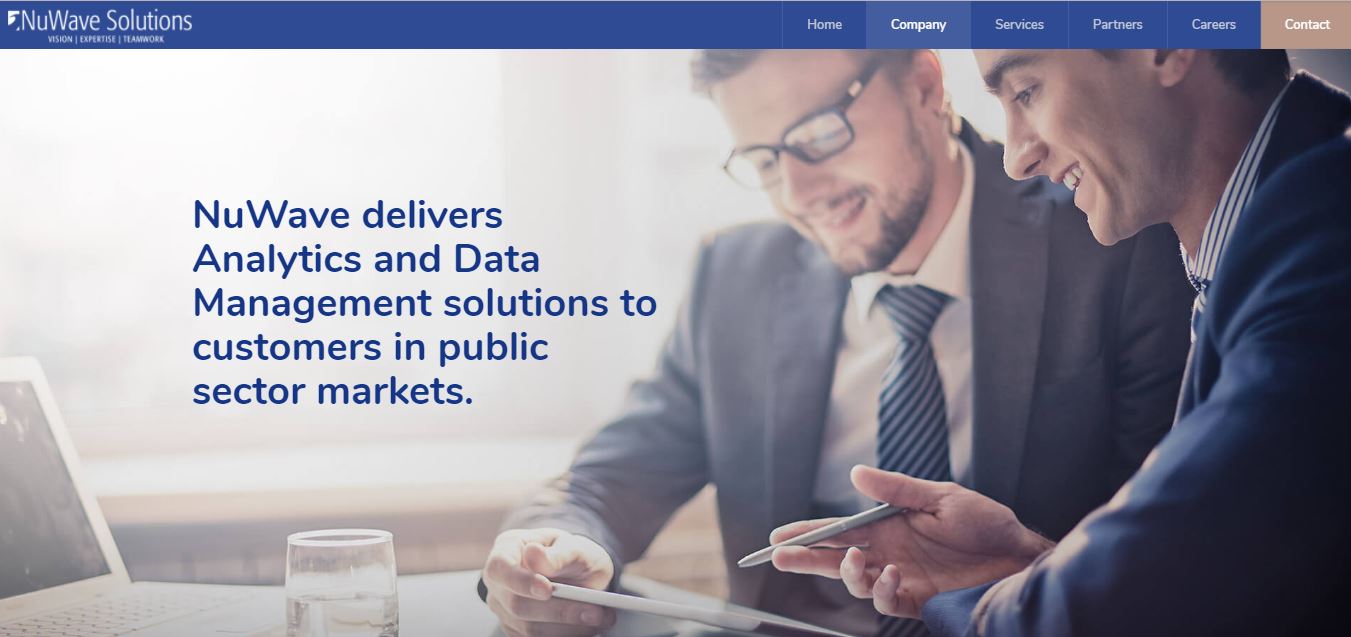 NuWave Solutions
VISION | EXPERTISE | TEAMWORK
Home Company Services Partners Careers Contact
NuWave delivers
Analytics and Data
Management solutions to
customers in public
sector markets.